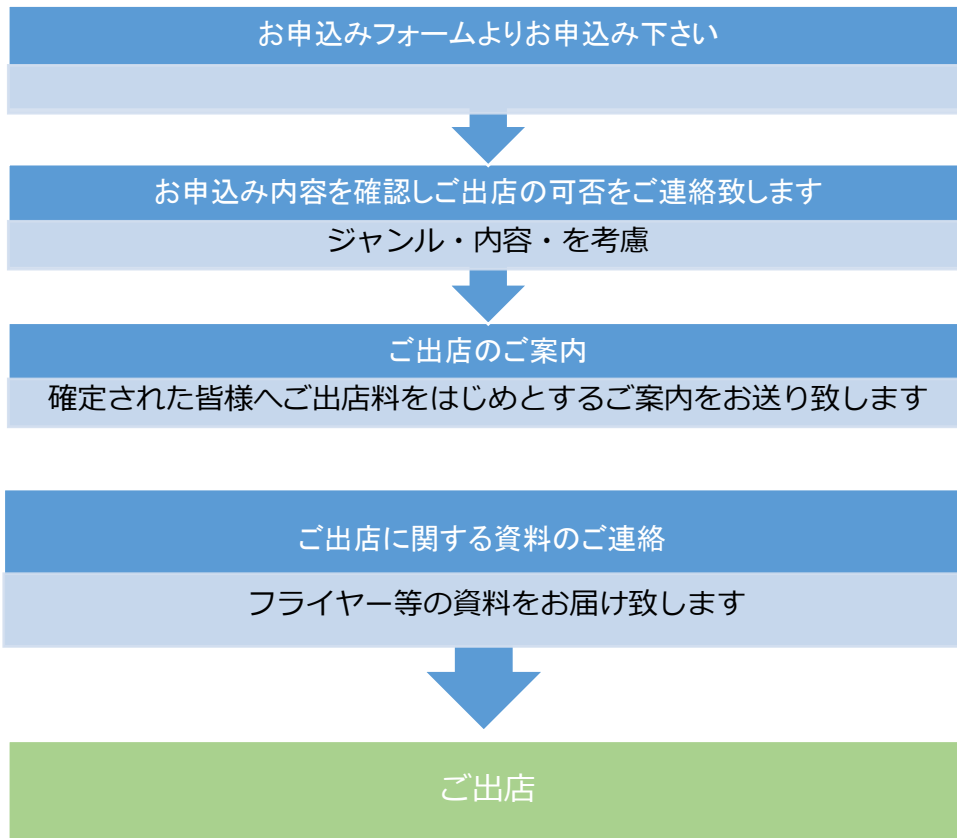 お申込みフォームよりお申込み下さい
お申込み内容を確認しご出店の可否をご連絡致します
ジャンル・内容・を考慮
ご出店のご案内
確定された皆様へご出店料をはじめとするご案内をお送り致します
ご出店に関する資料のご連絡
フライヤー等の資料をお届け致します
ご出店